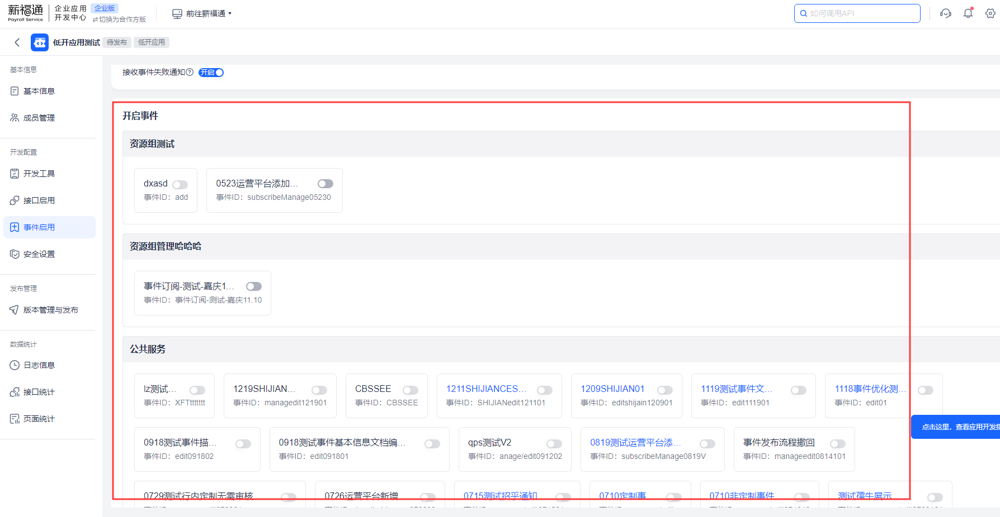 薪福通
Payroll Service
企业应用
开发中心
企业版
⇌切换为合作方版
前往薪福通
如何调用API
低开应用测试
待发布
低开应用
基本信息
基本信息
成员管理
开发配置
开发工具
接口启用
事件启用
安全设置
发布管理
版本管理与发布
数据统计
日志信息
接口统计
页面统计
接收事件失败通知
开启
开启事件
资源组测试
dxasd
事件ID：add
0523运营平台添加...
事件ID：subscribeManage05230
资源组管理哈哈哈
事件订阅-测试-嘉庆1...
事件ID：事件订阅-测试-嘉庆11.10
公共服务
lz测试...
事件ID：XFTttttttt
1219SHIJIAN...
事件ID：managedit121901
CBSSEE
事件ID：CBSSEE
1211SHIJIANCES...
事件ID：SHIJIANedit121101
1209SHIJIAN01
事件ID：editshijain120901
1119测试事件文...
事件ID：edit111901
1118事件优化测...
事件ID：edit01
点击这里，查看应用开发指
0918测试事件描...
事件ID：edit091802
0918测试事件基本信息文档编...
事件ID：edit091801
qps测试V2
事件ID：anage/edit091202
0819测试运营平台添...
事件ID：subscribeManage0819V
事件发布流程撤回
事件ID：manageedit0814101
0729测试行内定制无需审核
0726运营平台新增
0715测试招乎通知
0710定制事
0710非定制事件
测试孺牛展示